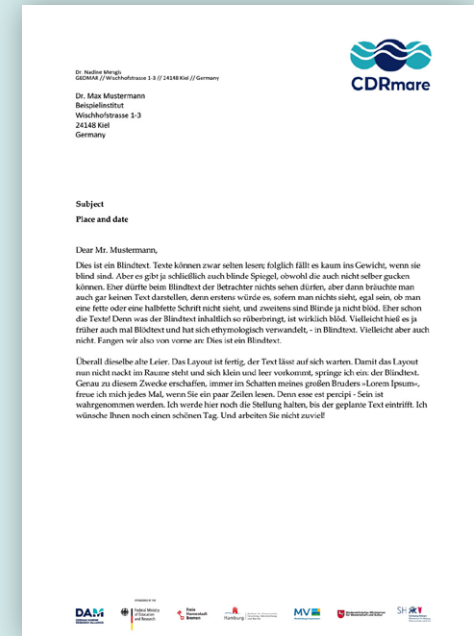 CDRmare
Dr. Nadine Mengis
GEOMAR // Wischhofstrasse 1-3 // 24148 Kiel // Germany
Dr. Max Mustermann
Beispielinstitut
Wischhofstrasse 1-3
24148 Kiel
Germany
Subject
Place and date
Dear Mr. Mustermann,
Dies ist ein Blindtext. Texte können zwar selten lesen; folglich fällt es kaum ins Gewicht, wenn sie
blind sind. Aber es gibt ja schließlich auch blinde Spiegel, obwohl die auch nicht selber gucken
können. Eher dürfte beim Blindtext der Betrachter nichts sehen dürfen, aber dann bräuchte man
auch gar keinen Text darstellen, denn erstens würde es, sofern man nichts sieht, egal sein, ob man
eine fette oder eine halbfette Schrift nicht sieht, und zweitens sind Blinde ja nicht blöd. Eher schon
die Texte! Denn was der Blindtext inhaltlich so rüberbringt, ist wirklich blöd. Vielleicht hieß es ja
früher auch mal Blödtext und hat sich ethymologisch verwandelt, - in Blindtext. Vielleicht aber auch
nicht. Fangen wir also von vorne an: Dies ist ein Blindtext.
Überall dieselbe alte Leier. Das Layout ist fertig, der Text lässt auf sich warten. Damit das Layout
nun nicht nackt im Raume steht und sich klein und leer vorkommt, springe ich ein: der Blindtext.
Genau zu diesem Zwecke erschaffen, immer im Schatten meines großen Bruders »Lorem Ipsum«,
freue ich mich jedes Mal, wenn Sie ein paar Zeilen lesen. Denn esse est percipi - Sein ist
wahrgenommen werden. Ich werde hier noch die Stellung halten, bis der geplante Text eintrifft. Ich
wünsche Ihnen noch einen schönen Tag. Und arbeiten Sie nicht zuviel!
DAM
Federal Ministry
of Education
and Research
Freie
Hansestadt
Bremen
Hamburg
MV
SH